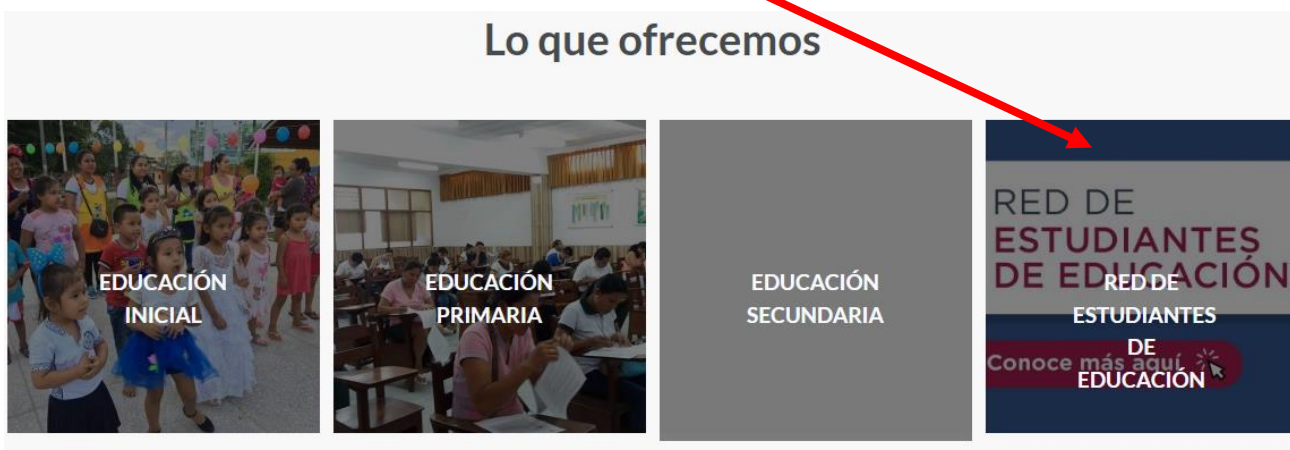 Lo que ofrecemos
EDUCACIÓN
INICIAL
EDUCACIÓN
PRIMARIA
EDUCACIÓN
SECUNDARIA
RED DE
ESTUDIANTES
DE EDUCACIÓN
Conoce más aquí
RED DE
ESTUDIANTES
DE
EDUCACIÓN